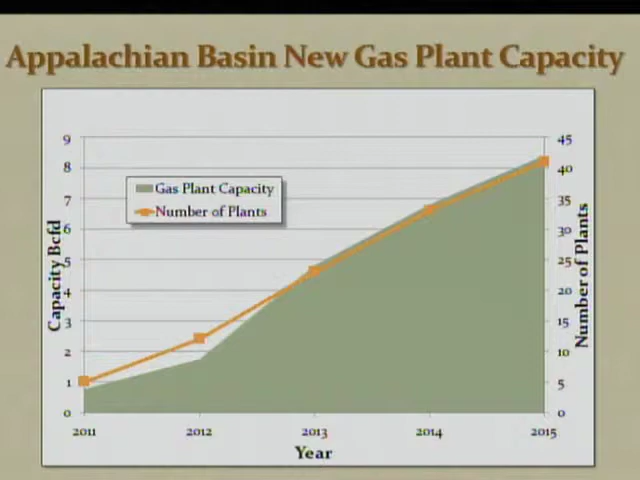 Appalachian Basin New Gas Plant Capacity
9
8
7
6
5
4
3
2
1
0
Capacity Bcfd
Gas Plant Capacity
Number of Plants
45
40
35
30
25
20
15
10
5
0
Number of Plants
2011 2012 2013 2014 2015
Year